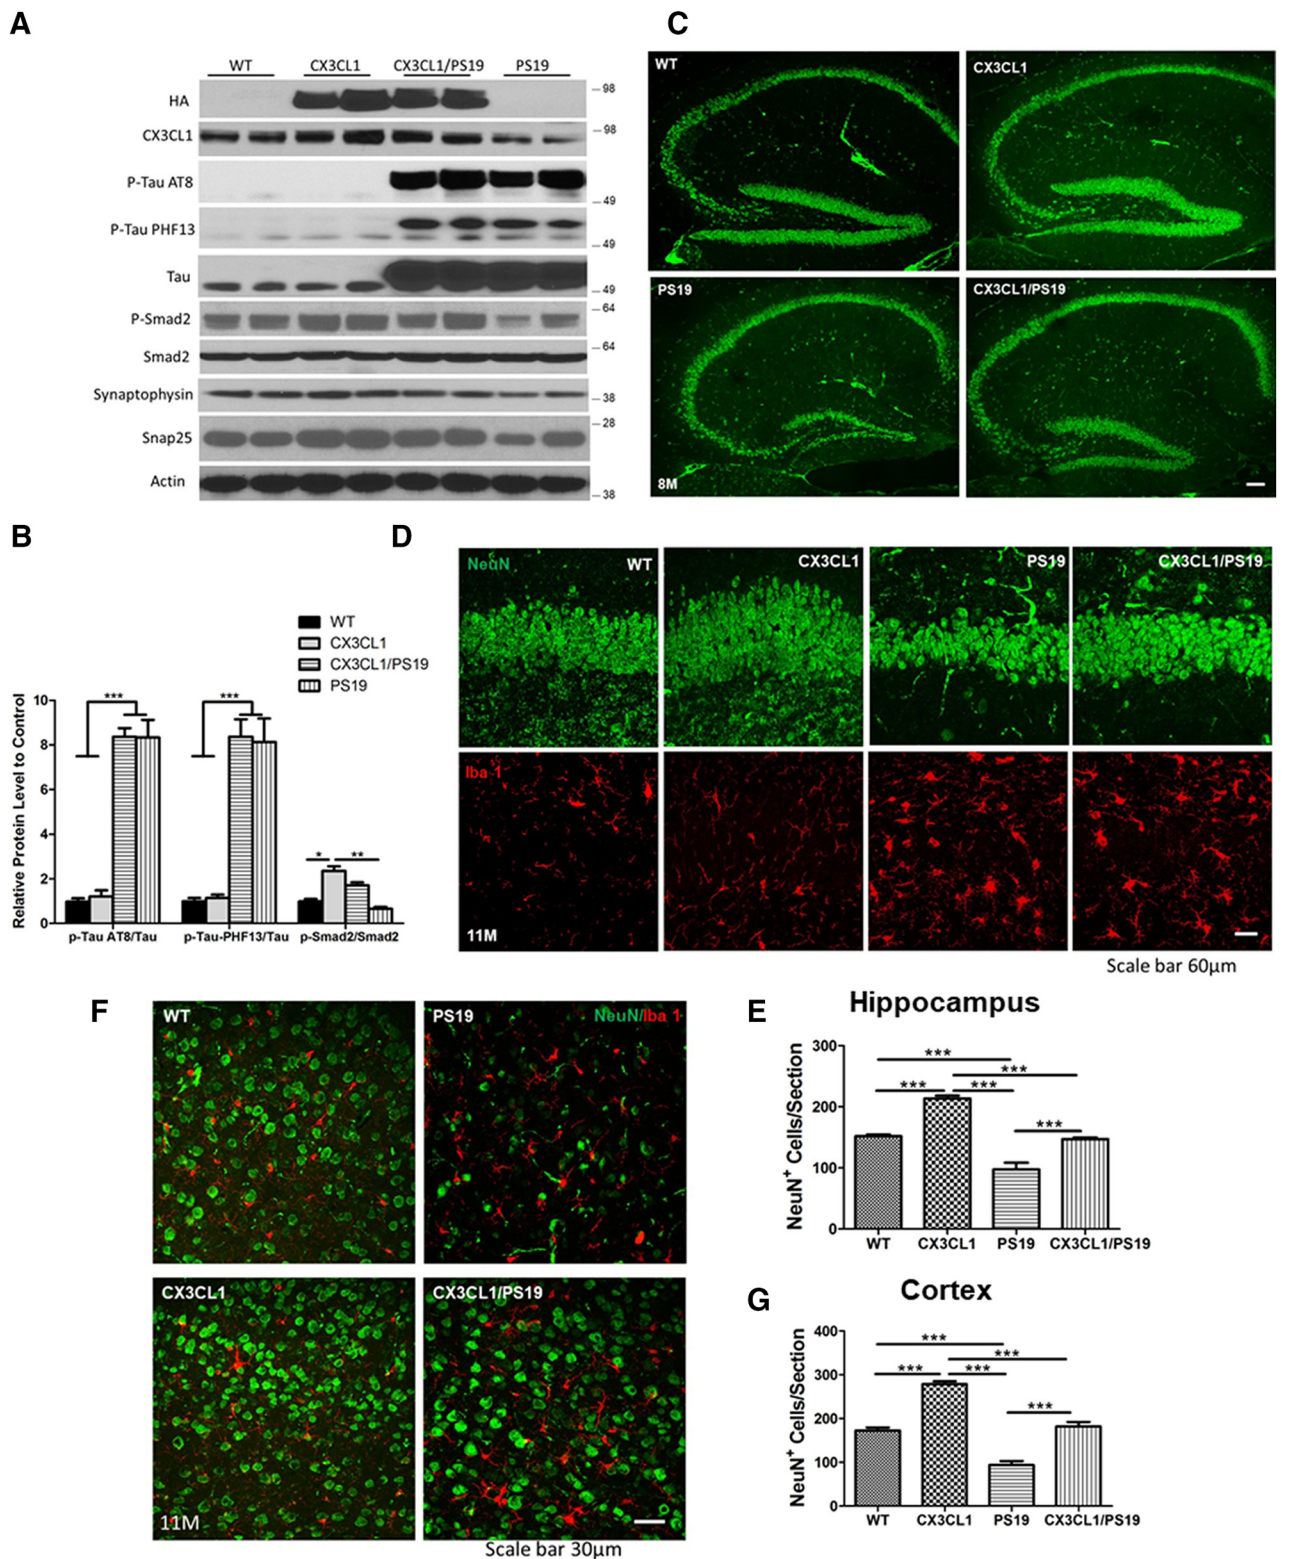 A
WT CX3CL1 CX3CL1/PS19 PS19
HA
98
CX3CL1
98
P-Tau AT8
49
P-Tau PHF13
49
Tau
49
P-Smad2
64
Smad2
64
Synaptophysin
38
Snap25
28
Actin
38
C
WT
CX3CL1
PS19
CX3CL1/PS19
8M
B
WT
CX3CL1
CX3CL1/PS19
PS19
Relative Protein Level to Control
10
8
6
4
2
0
*** *** * **
p-Tau AT8/Tau p-Tau-PHF13/Tau p-Smad2/Smad2
D
NeuN WT
CX3CL1
PS19
CX3CL1/PS19
Iba 1
11M
Scale bar 60µm
F
WT
PS19 NeuN/Iba 1
CX3CL1
CX3CL1/PS19
11M
Scale bar 30µm
E
Hippocampus
NeuN+ Cells/Section
300
200
100
0
***
***
*** ***
***
WT CX3CL1 PS19 CX3CL1/PS19
G
Cortex
NeuN+ Cells/Section
400
300
200
100
0
***
***
*** ***
***
WT CX3CL1 PS19 CX3CL1/PS19